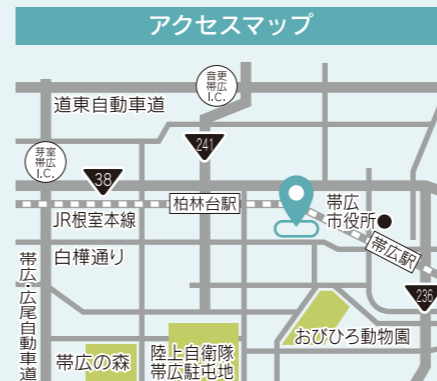 アクセスマップ
音更
帯広
I.C.
道東自動車道
241
芽室
帯広
I.C.
38
柏林台駅
帯広
市役所
JR根室本線
帯広駅
白樺通り
帯広・広尾自動車道
236
おびひろ動物園
帯広の森
陸上自衛隊
帯広駐屯地